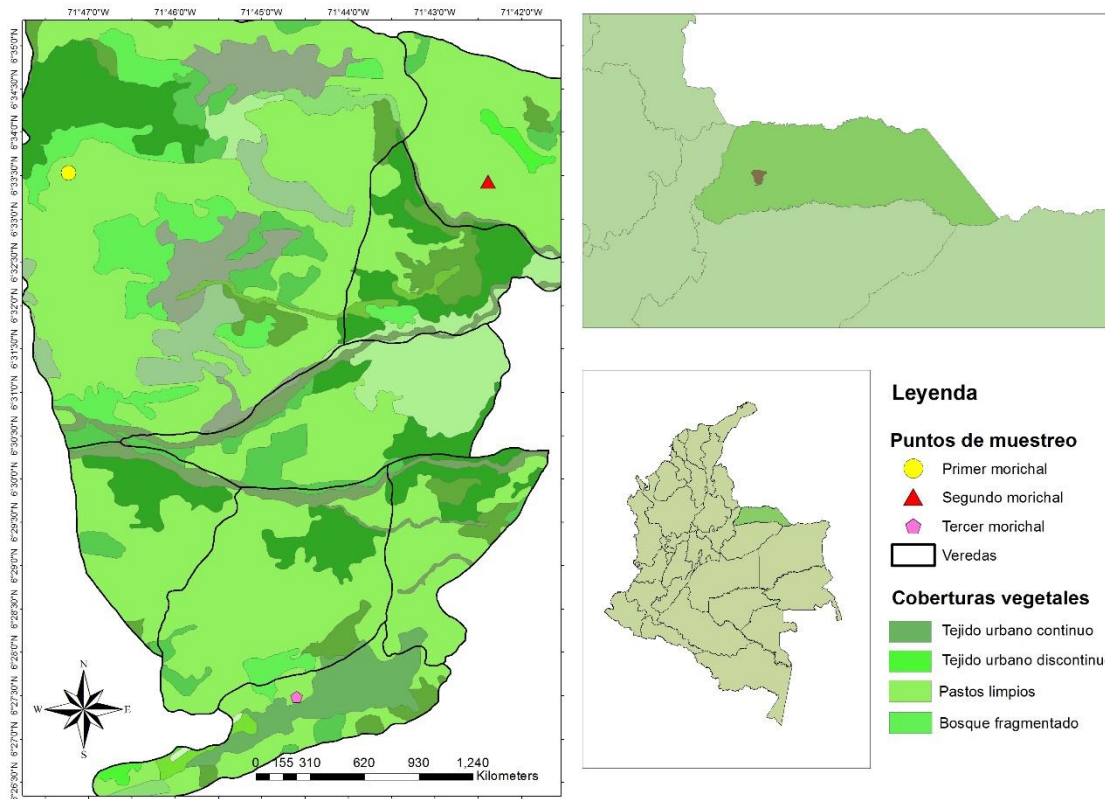 71°47'0"W
71°46'0"W
71°45'0"W
71°44'0"W
71°43'0"W
71°42'0"W
6°35'0"N
6°34'30"N
6°34'0"N
6°33'30"N
6°33'0"N
6°32'30"N
6°32'0"N
6°31'30"N
6°31'0"N
6°30'30"N
6°30'0"N
6°29'30"N
6°29'0"N
6°28'30"N
6°28'0"N
6°27'30"N
6°27'0"N
6°26'30"N
N
W
E
S
0 155 310 620 930 1,240
Kilometers
Leyenda
Puntos de muestreo
Primer morichal
Segundo morichal
Tercer morichal
Veredas
Coberturas vegetales
Tejido urbano continuo
Tejido urbano discontinuo
Pastos limpios
Bosque fragmentado